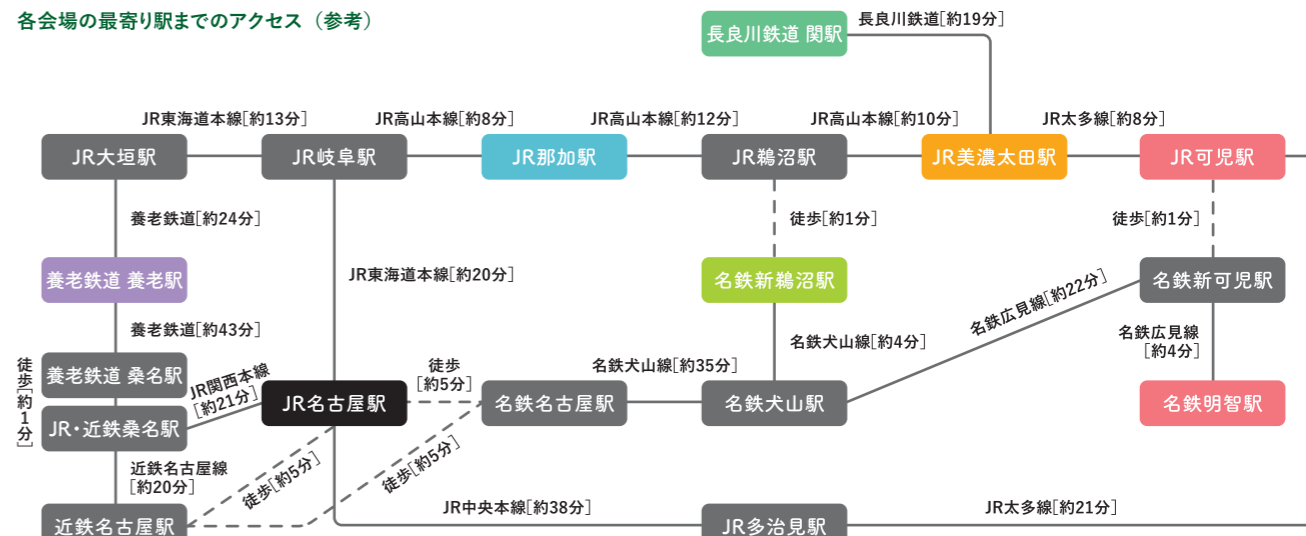 各会場の最寄り駅までのアクセス（参考）
長良川鉄道 関駅
長良川鉄道[約19分]
JR東海道本線[約13分]
JR高山本線[約8分]
JR高山本線[約12分]
JR高山本線[約10分]
JR太多線[約8分]
JR大垣駅
JR岐阜駅
JR那加駅
JR鵜沼駅
JR美濃太田駅
JR可児駅
養老鉄道[約24分]
徒歩[約1分]
徒歩[約1分]
養老鉄道 養老駅
JR東海道本線[約20分]
名鉄新鵜沼駅
名鉄広見線[約22分]
名鉄新可児駅
養老鉄道[約43分]
名鉄犬山線[約4分]
名鉄広見線
[約4分]
徒歩[約1分]
養老鉄道 桑名駅
JR関西本線
[約21分]
徒歩
[約5分]
名鉄犬山線[約35分]
JR・近鉄桑名駅
JR名古屋駅
名鉄名古屋駅
名鉄犬山駅
名鉄明智駅
近鉄名古屋線
[約20分]
徒歩[約5分]
徒歩[約5分]
JR中央本線[約38分]
JR太多線[約21分]
近鉄名古屋駅
JR多治見駅